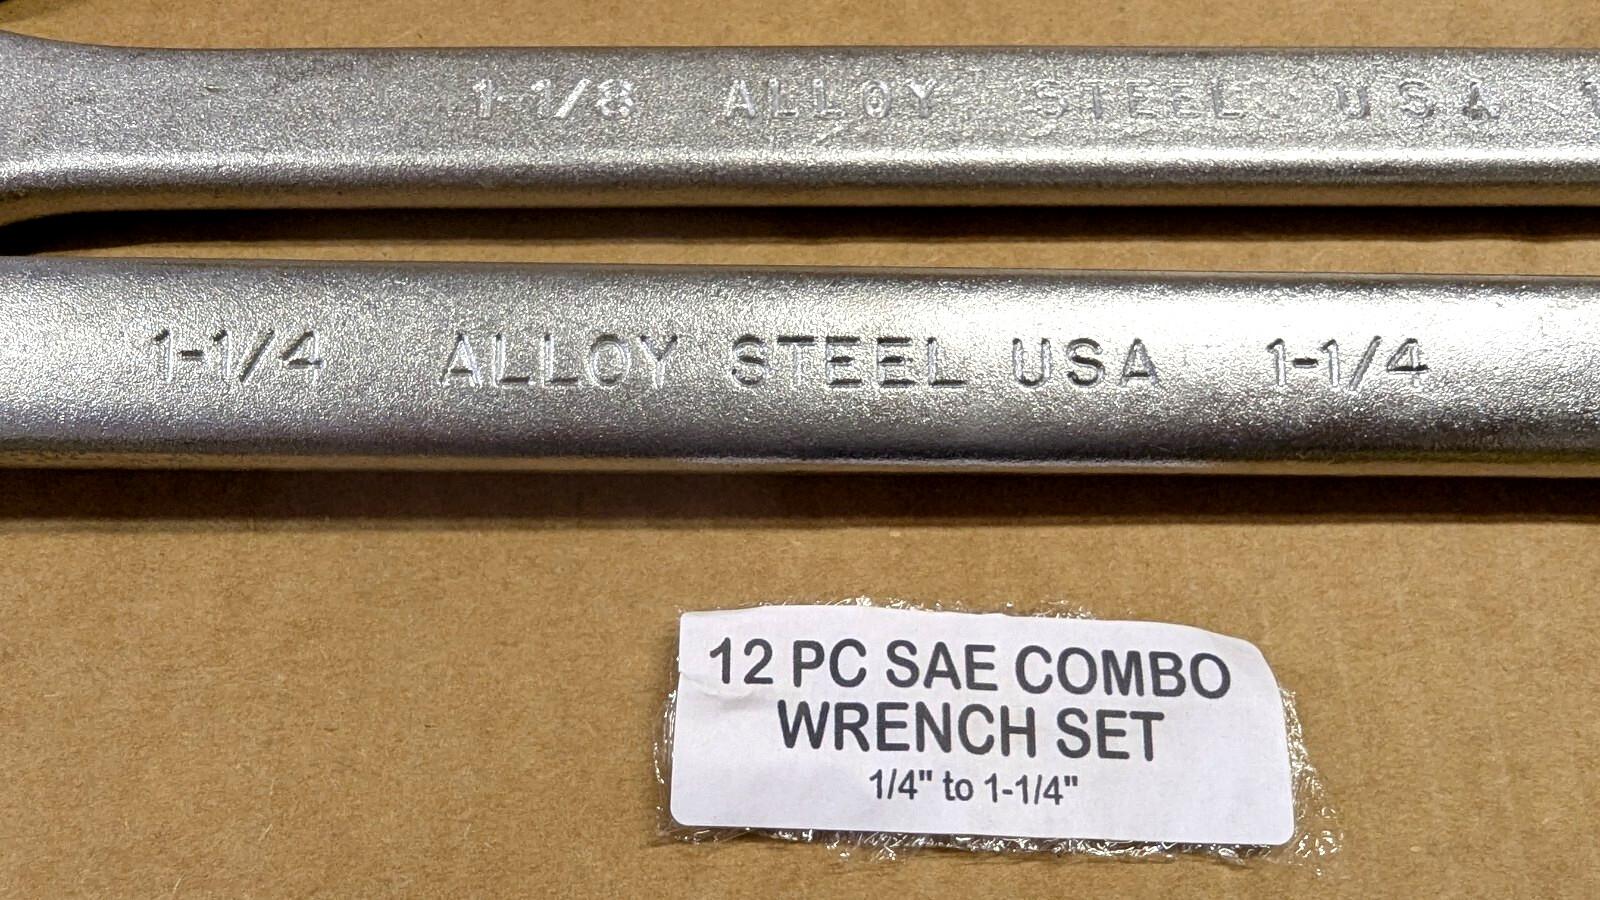 1-1/8 ALLOY STEEL USA
1-1/4 ALLOY STEEL USA 1-1/4
12 PC SAE COMBO
WRENCH SET
1/4" to 1-1/4"